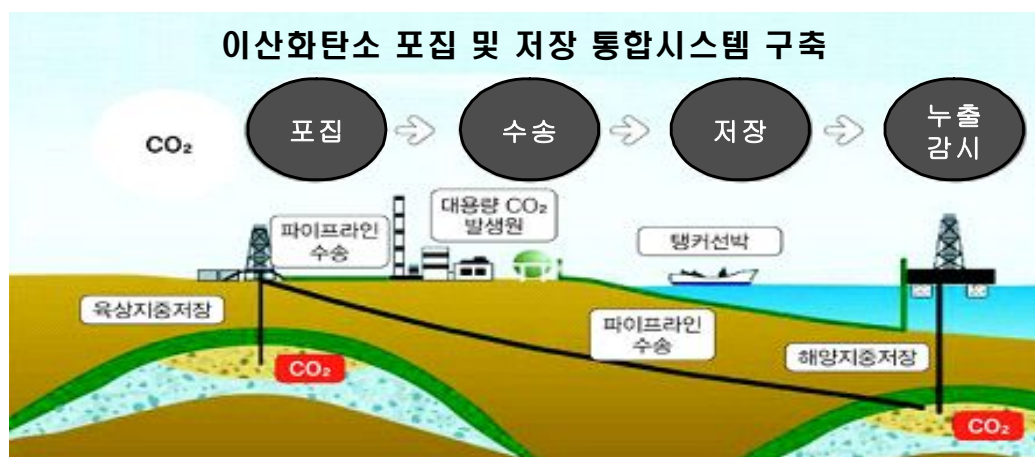 이산화탄소 포집 및 저장 통합시스템 구축
CO₂
포집
수송
저장
누출
감시
파이프라인
수송
대용량 CO₂
발생원
탱커선박
육상지중저장
파이프라인
수송
해양지중저장
CO₂
CO₂